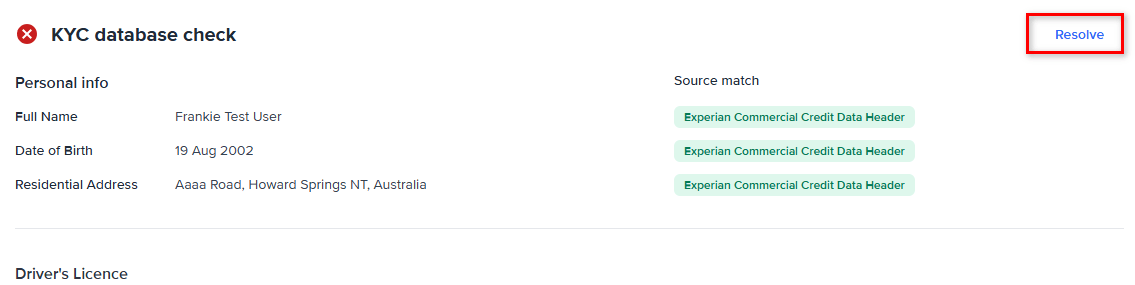 KYC database check
Resolve
Personal info
Source match
Full Name Frankie Test User Experian Commercial Credit Data Header
Date of Birth 19 Aug 2002 Experian Commercial Credit Data Header
Residential Address Aaaa Road, Howard Springs NT, Australia Experian Commercial Credit Data Header
Driver's Licence